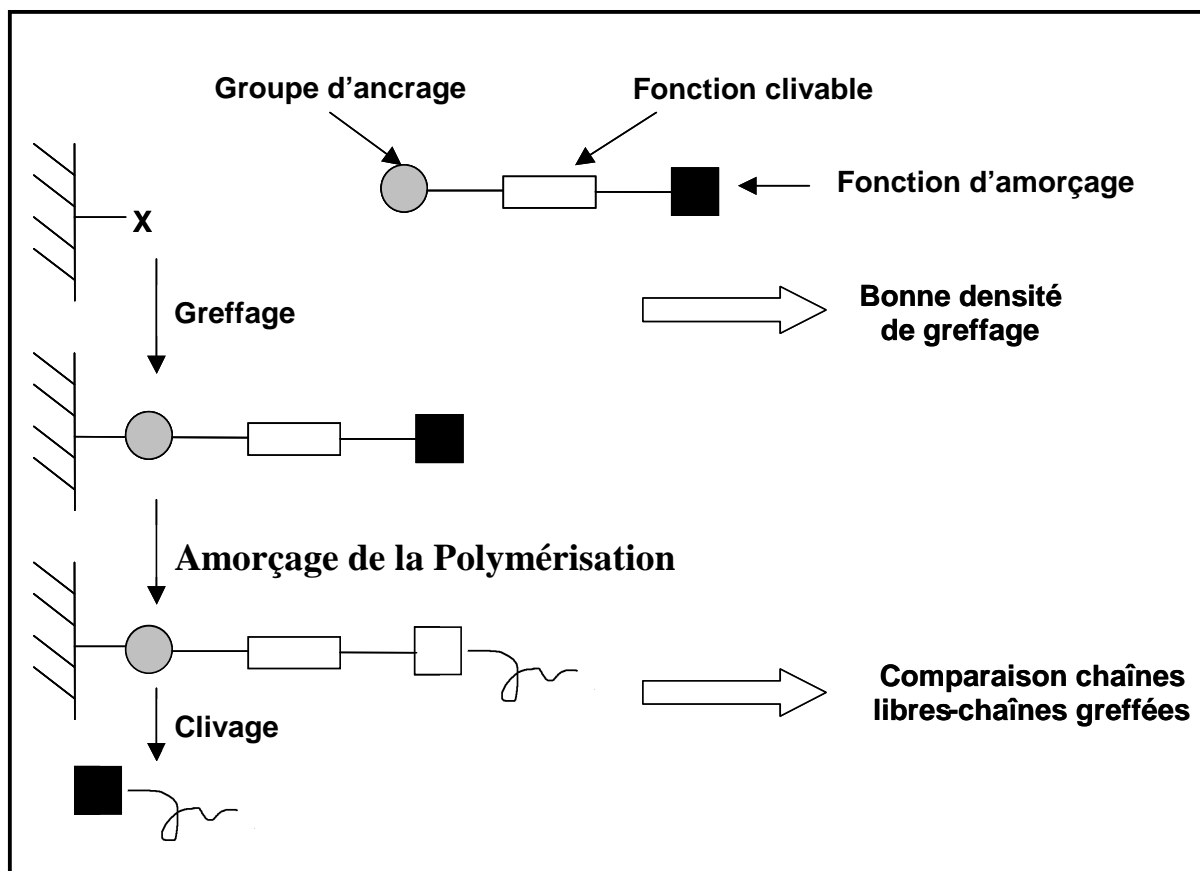 Groupe d'ancrage
Fonction clivable
Fonction d'amorçage
X
Greffage
Bonne densité
de greffage
Amorçage de la Polymérisation
Comparaison chaînes
libres-chaînes greffées
Clivage